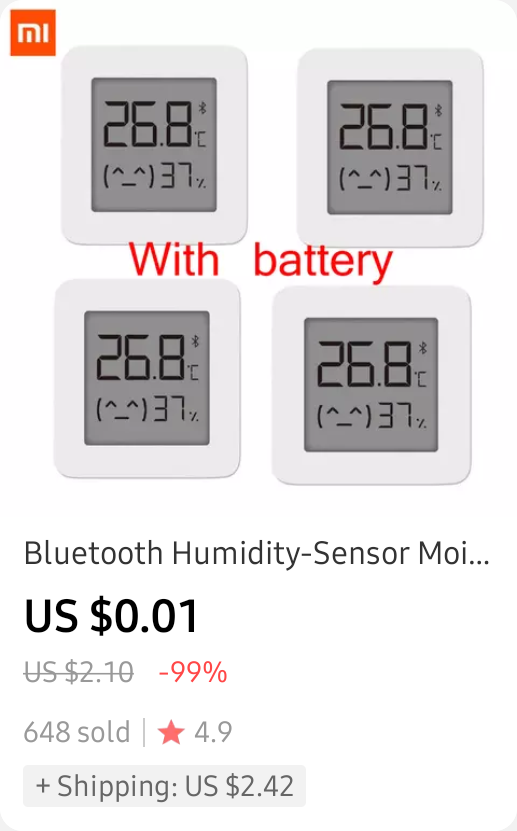 mi
26.8 °C
(^_^) 37 %
26.8 °C
(^_^) 37 %
With battery
26.8 °C
(^_^) 37 %
26.8 °C
(^_^) 37 %
Bluetooth Humidity-Sensor Moi...
US $0.01
US $2.10 -99%
648 sold | ★ 4.9
+ Shipping: US $2.42